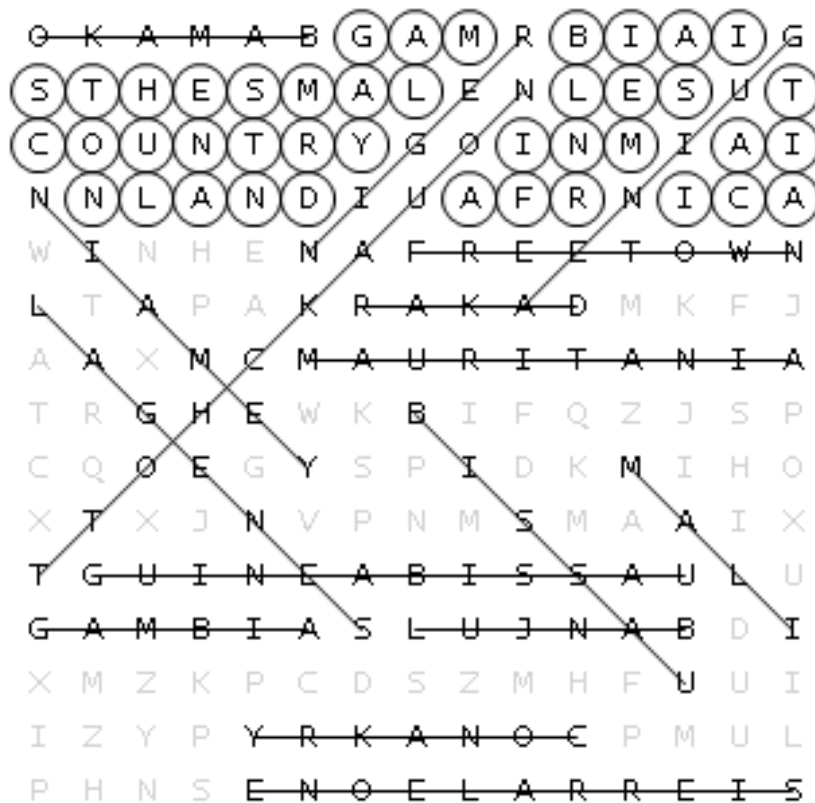 O K A M A B G A M R B I A I G
S T H E S M A L E N L E S U T
C O U N T R Y G O I N M I A I
N N L A N D I U A F R N I C A
W I N H E N A F R E E T O W N
L T A P A K R A K A D M K F J
A A X M C M A U R I T A N I A
T R G H E W K B I F Q Z J S P
C Q O E G Y S P I D K M I H O
X T X J N V P N M S M A A I X
T G U I N E A B I S S A U L U
G A M B I A S L U J N A B D I
X M Z K P C D S Z M H F U U I
I Z Y P Y R K A N O C P M U L
P H N S E N O E L A R R E I S